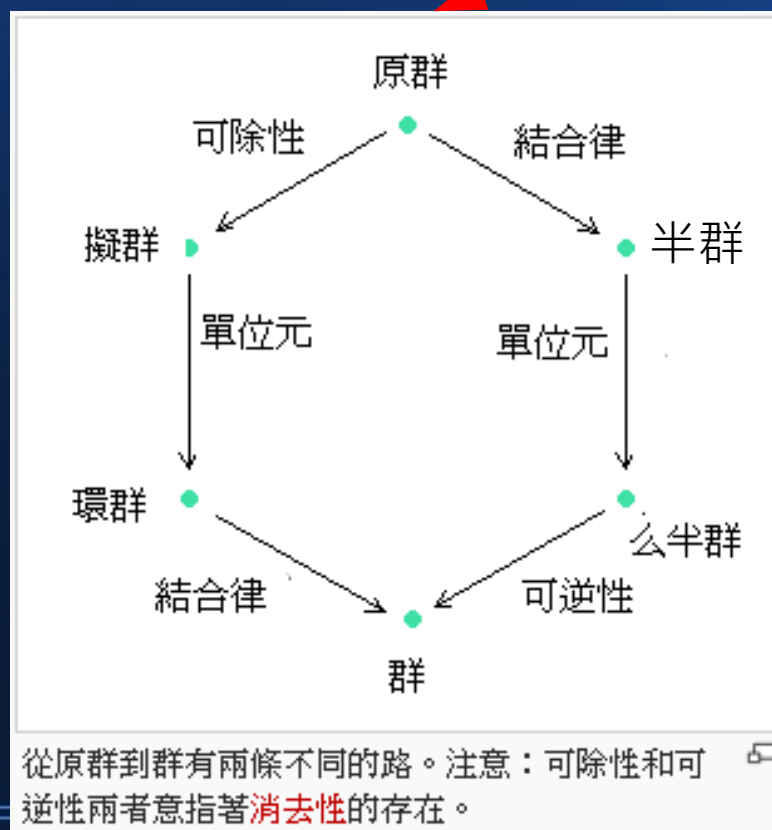 原群
可除性
結合律
擬群
半群
單位元
單位元
環群
么半群
結合律
可逆性
群
從原群到群有兩條不同的路。注意：可除性和可
逆性兩者意指著消去性的存在。